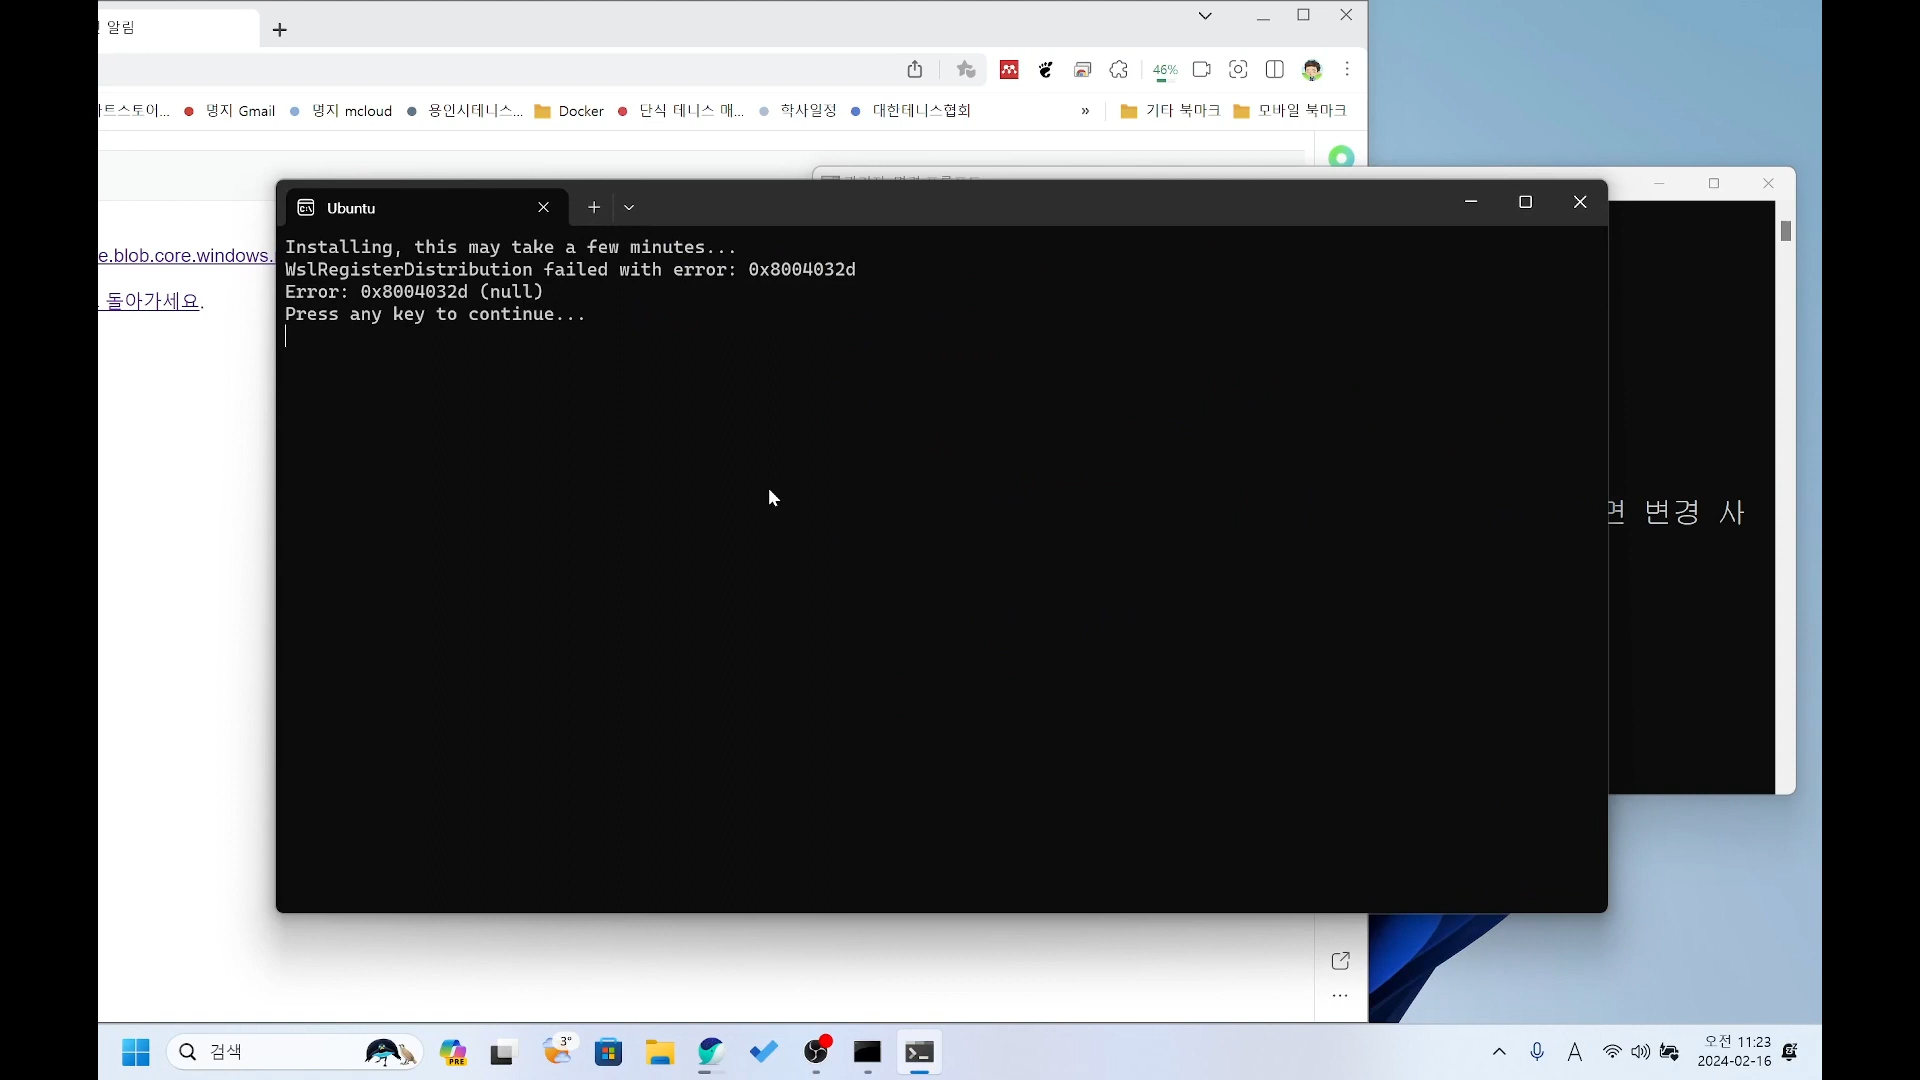 알림
46%
트스토어...
명지 Gmail
명지 mcloud
용인시테니스...
Docker
단식 테니스 매...
학사일정
대한테니스협회
»
기타 북마크
모바일 북마크
Ubuntu
Installing, this may take a few minutes...
WslRegisterDistribution failed with error: 0x8004032d
Error: 0x8004032d (null)
Press any key to continue...
e.blob.core.windows.
돌아가세요.
면 변경 사
검색
PRE
3°
A
오전 11:23
2024-02-16